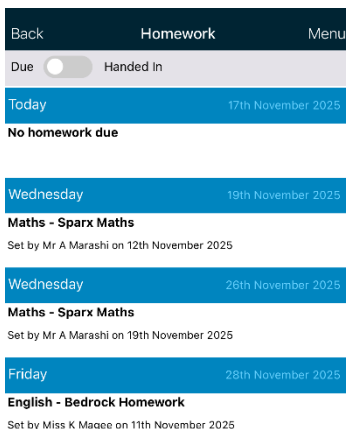 Back Homework Menu
Due Handed In
Today 17th November 2025
No homework due
Wednesday 19th November 2025
Maths - Sparx Maths
Set by Mr A Marashi on 12th November 2025
Wednesday 26th November 2025
Maths - Sparx Maths
Set by Mr A Marashi on 19th November 2025
Friday 28th November 2025
English - Bedrock Homework
Set by Miss K Magee on 11th November 2025